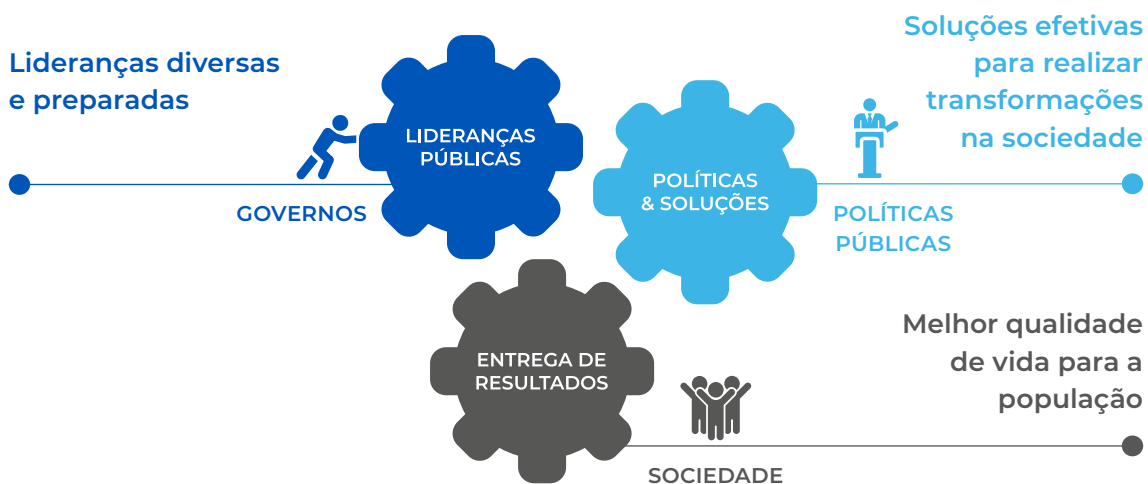 Lideranças diversas
e preparadas
LIDERANÇAS
PÚBLICAS
GOVERNOS
Soluções efetivas
para realizar
transformações
na sociedade
POLÍTICAS
& SOLUÇÕES
POLÍTICAS
PÚBLICAS
ENTREGA DE
RESULTADOS
Melhor qualidade
de vida para a
população
SOCIEDADE